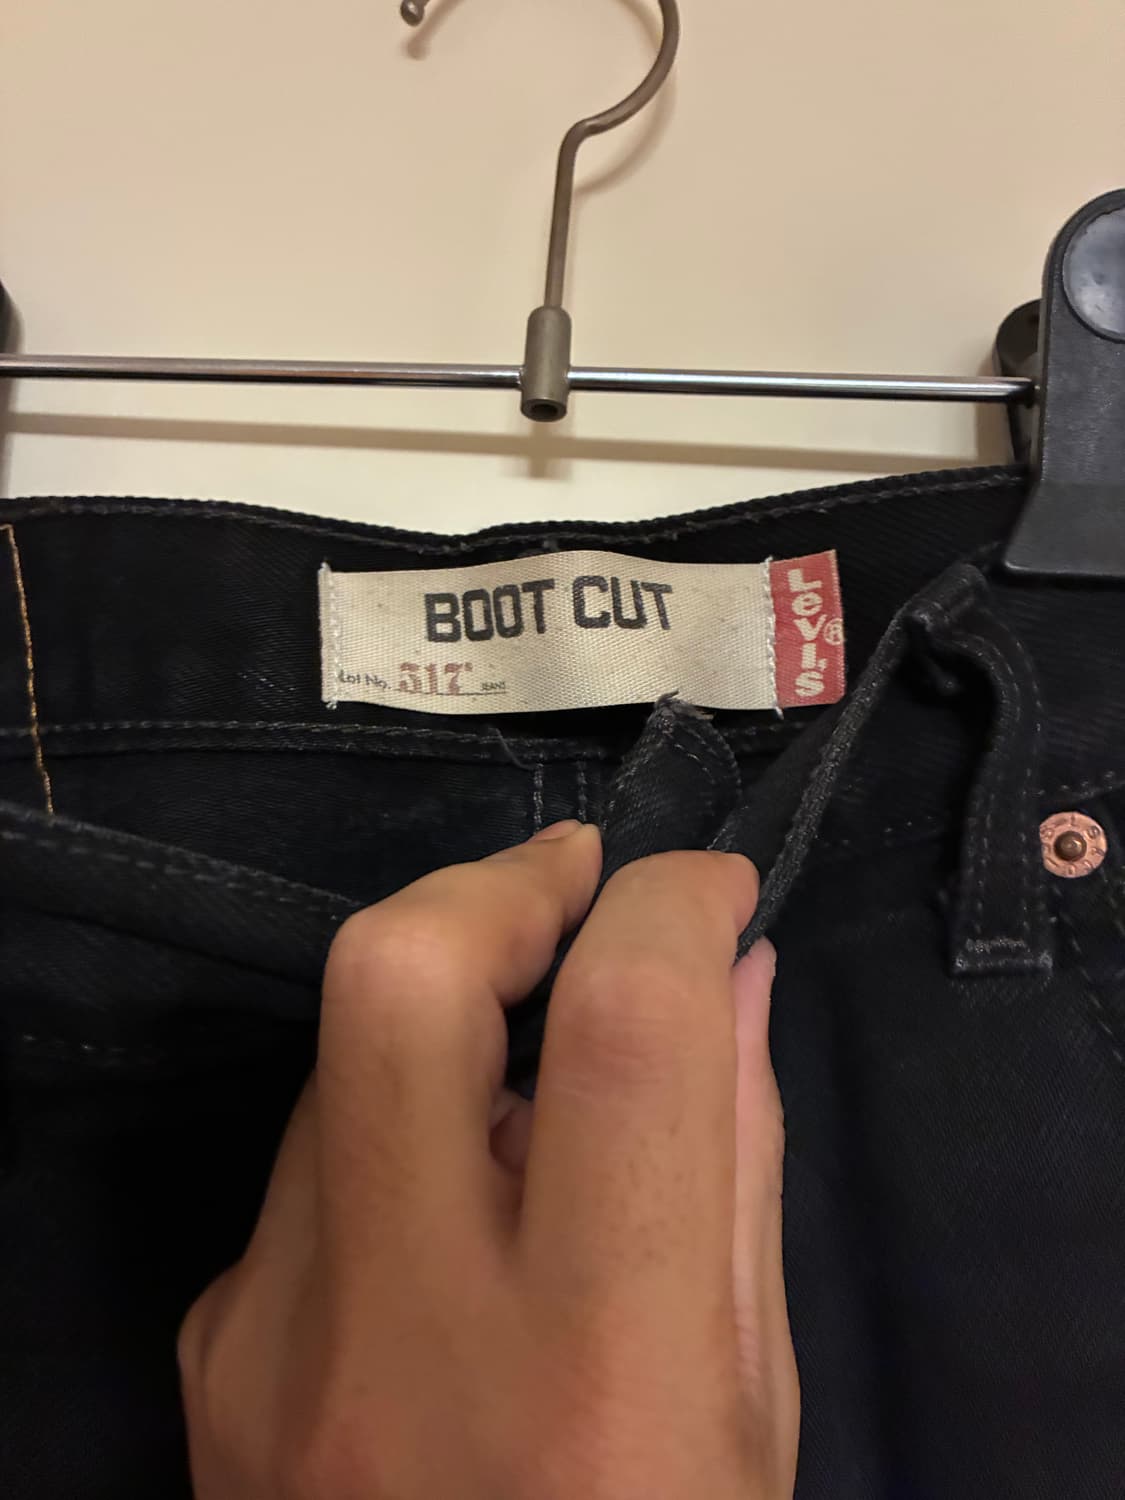 BOOT CUT
Lot No. 517® JEANS
Levi's®